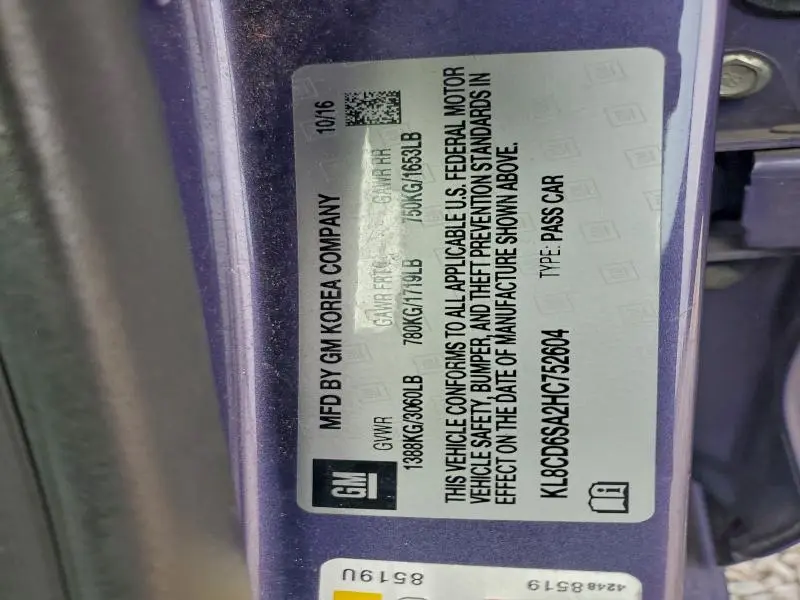 MFD BY GM KOREA COMPANY 10/16
GVWR GAWR FRT GAWR RR
1388KG/3060LB 780KG/1719LB 750KG/1653LB
THIS VEHICLE CONFORMS TO ALL APPLICABLE U.S. FEDERAL MOTOR
VEHICLE SAFETY, BUMPER, AND THEFT PREVENTION STANDARDS IN
EFFECT ON THE DATE OF MANUFACTURE SHOWN ABOVE.
KL8CD6SA2HC752604 TYPE: PASS CAR
GM
8519U
42488519